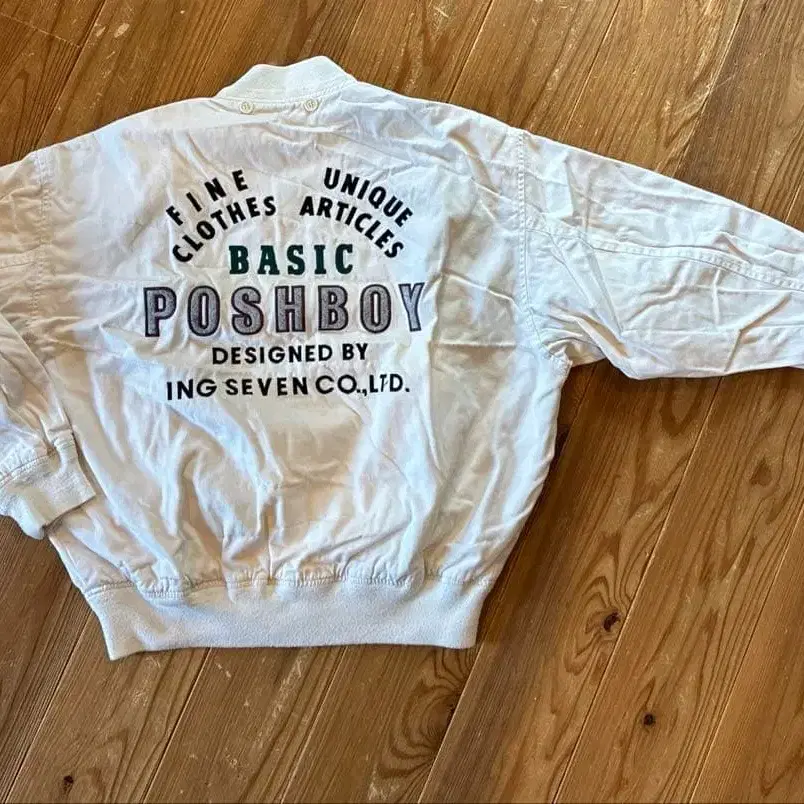 FINE UNIQUE
CLOTHES ARTICLES
BASIC
POSHBOY
DESIGNED BY
ING SEVEN CO.,LTD.